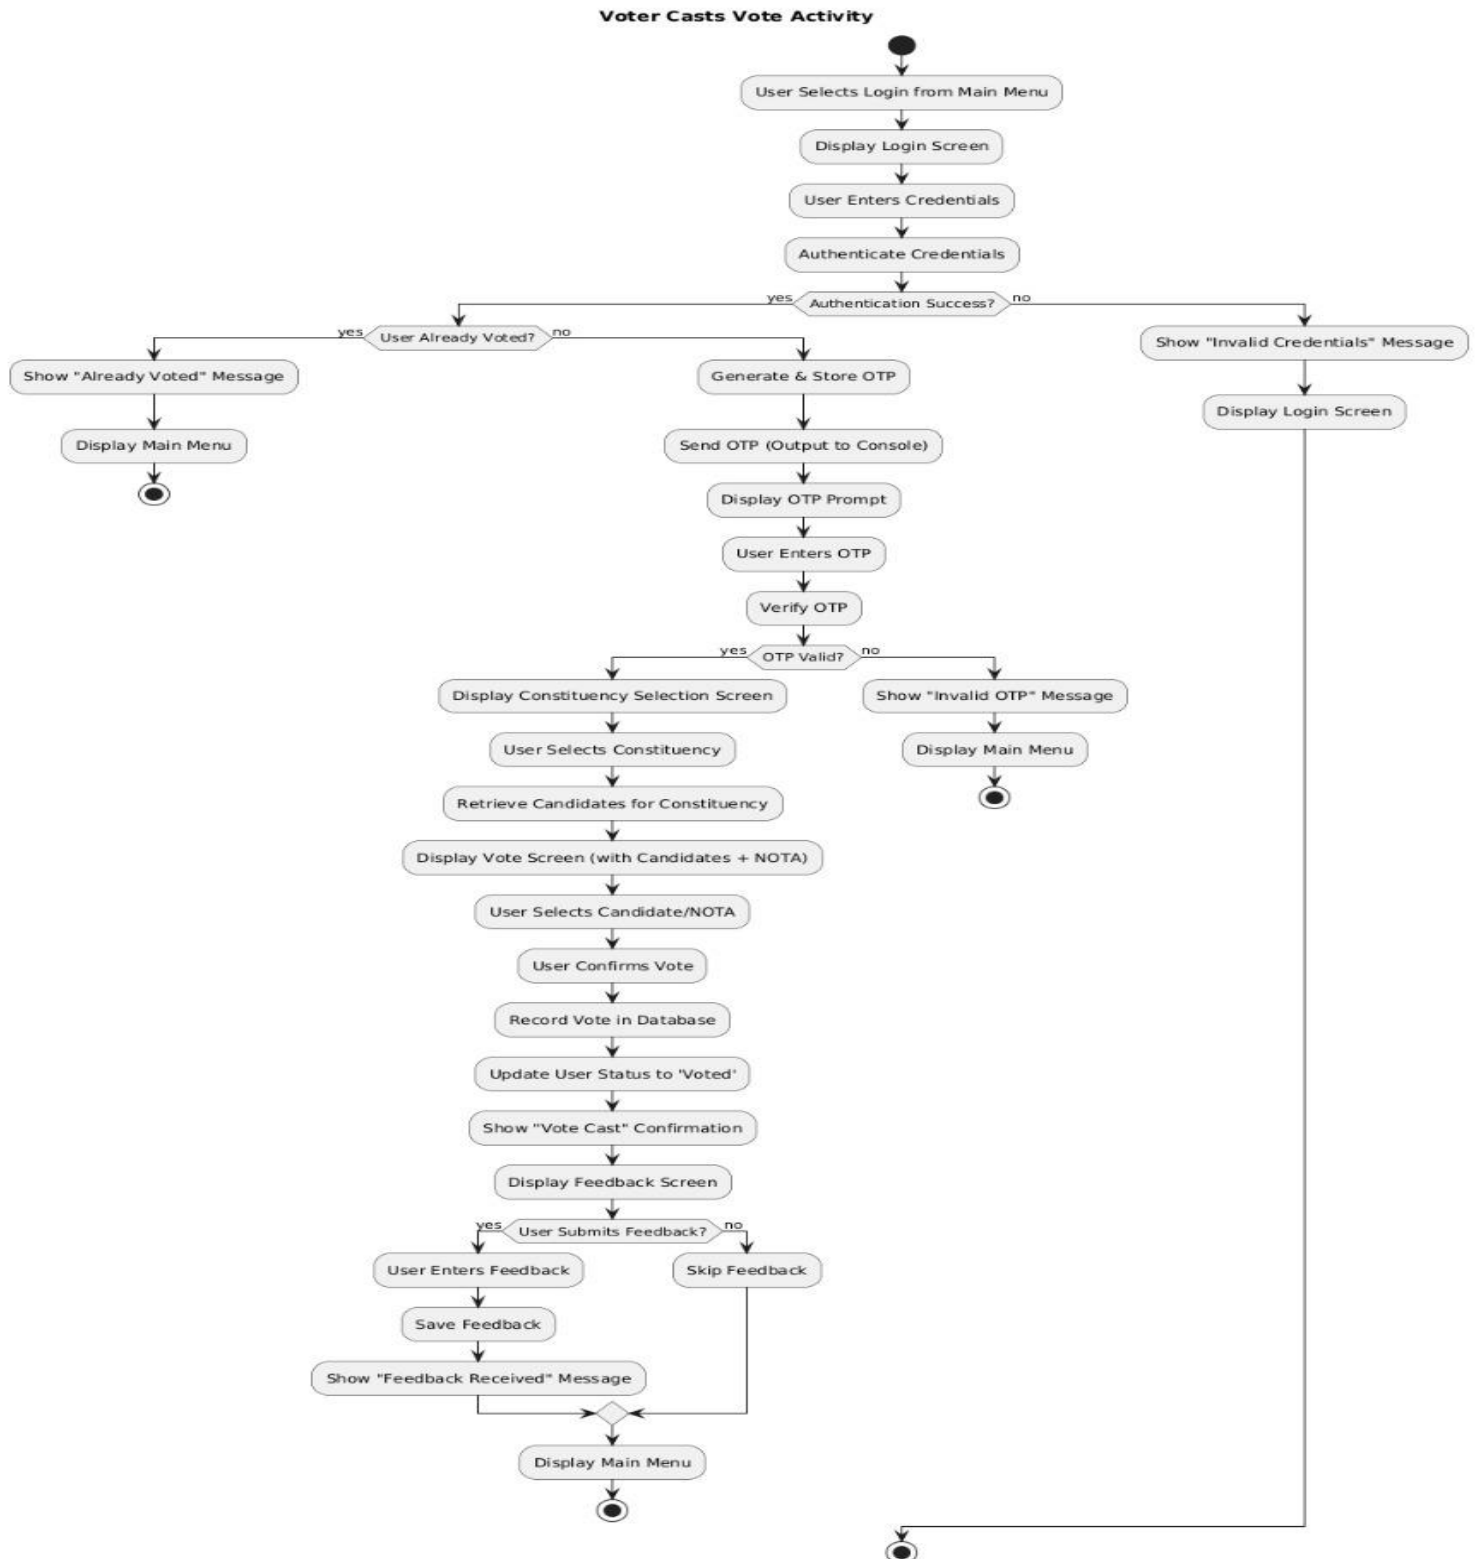 Voter Casts Vote Activity
User Selects Login from Main Menu
Display Login Screen
User Enters Credentials
Authenticate Credentials
yes
Authentication Success?
no
yes
User Already Voted?
no
Show "Invalid Credentials" Message
Show "Already Voted" Message
Generate & Store OTP
Display Login Screen
Display Main Menu
Send OTP (Output to Console)
Display OTP Prompt
User Enters OTP
Verify OTP
yes
OTP Valid?
no
Display Constituency Selection Screen
Show "Invalid OTP" Message
User Selects Constituency
Display Main Menu
Retrieve Candidates for Constituency
Display Vote Screen (with Candidates + NOTA)
User Selects Candidate/NOTA
User Confirms Vote
Record Vote in Database
Update User Status to 'Voted'
Show "Vote Cast" Confirmation
Display Feedback Screen
yes
User Submits Feedback?
no
User Enters Feedback
Skip Feedback
Save Feedback
Show "Feedback Received" Message
Display Main Menu